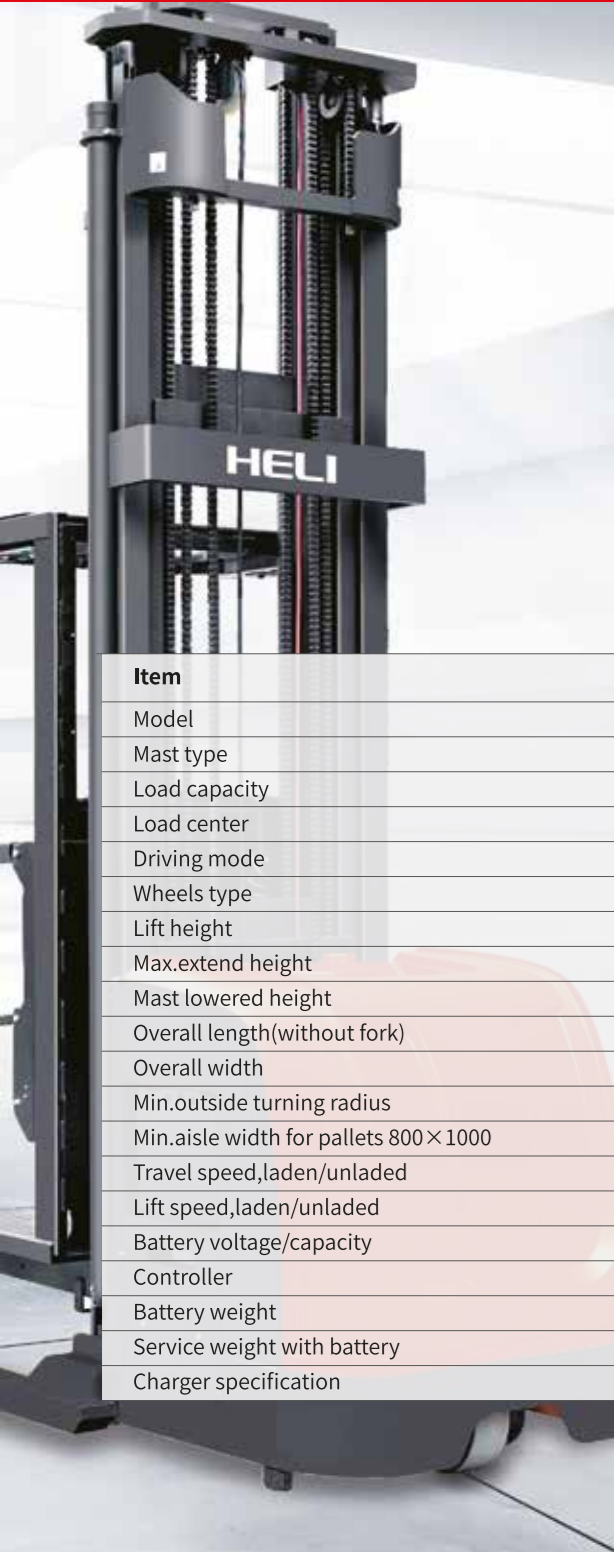 HELI
Item
Model
Mast type
Load capacity
Load center
Driving mode
Wheels type
Lift height
Max.extend height
Mast lowered height
Overall length(without fork)
Overall width
Min.outside turning radius
Min.aisle width for pallets 800×1000
Travel speed,laden/unladed
Lift speed,laden/unladed
Battery voltage/capacity
Controller
Battery weight
Service weight with battery
Charger specification